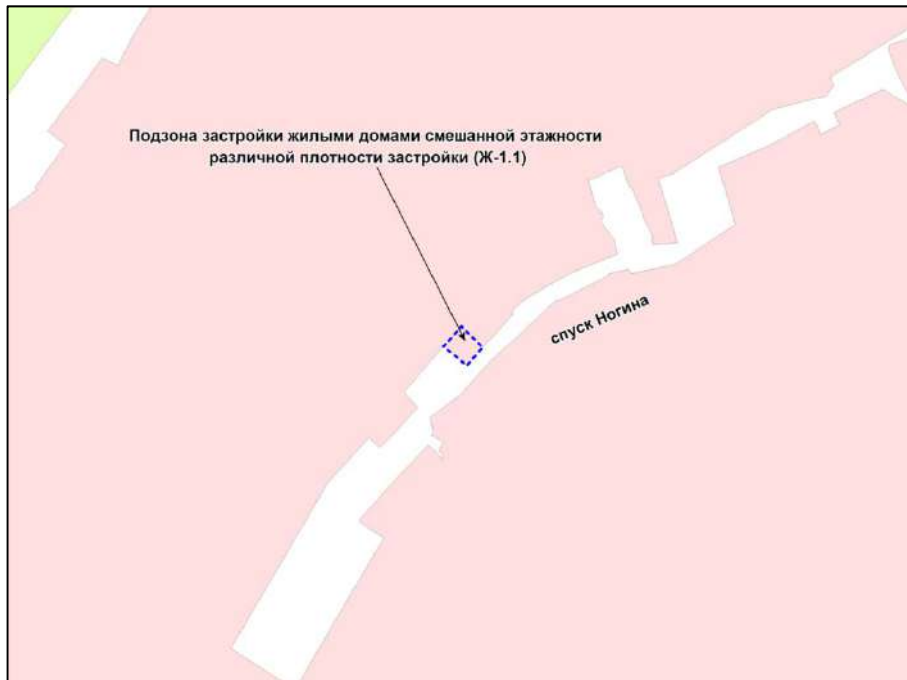 Подзона застройки жилыми домами смешанной этажности
различной плотности застройки (Ж-1.1)
спуск Ногина